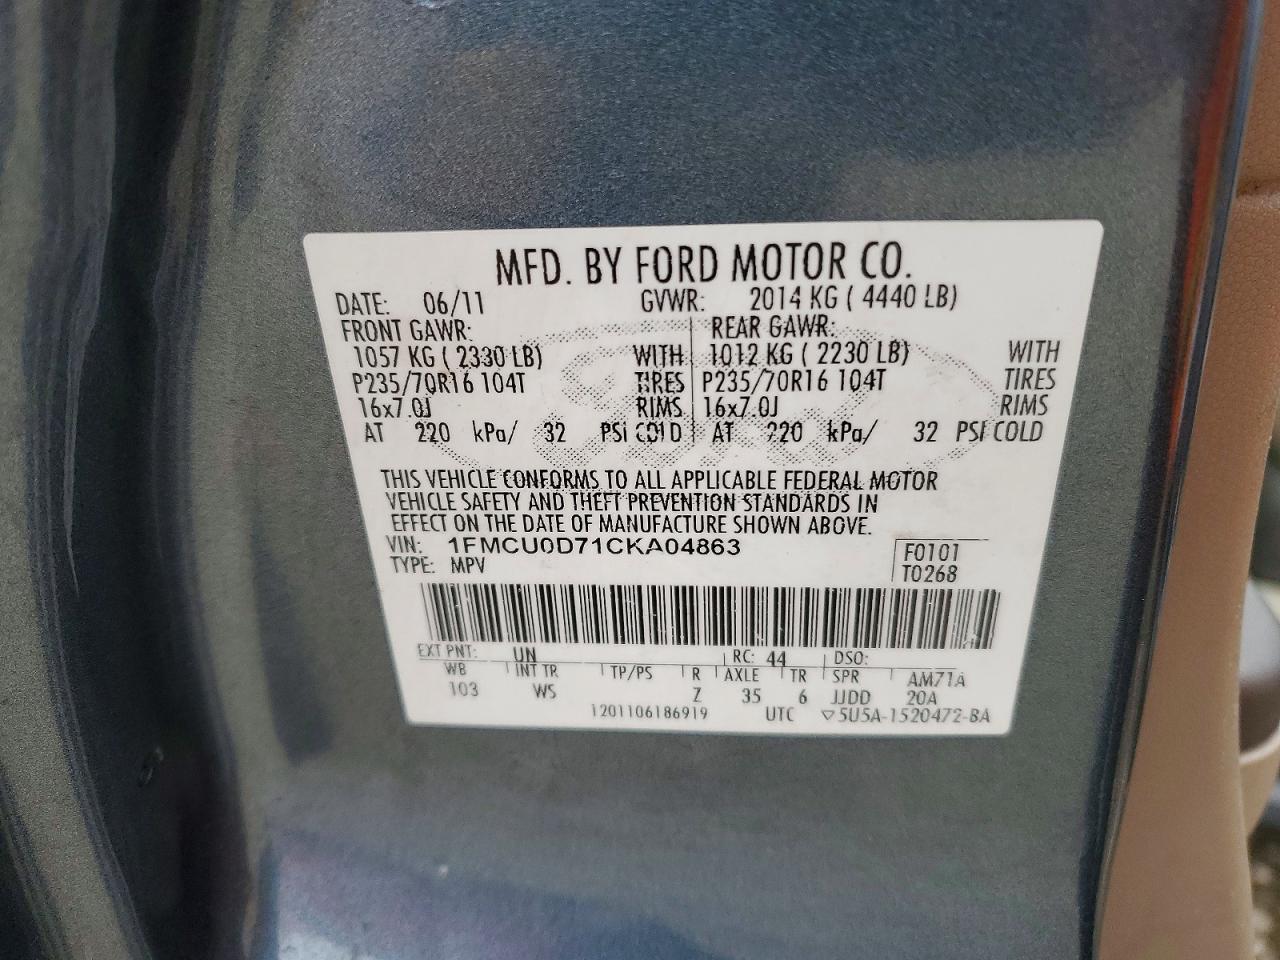 MFD. BY FORD MOTOR CO.
DATE: 06/11 GVWR: 2014 KG ( 4440 LB)
FRONT GAWR: REAR GAWR:
1057 KG ( 2330 LB) WITH 1012 KG ( 2230 LB) WITH
P235/70R16 104T TIRES P235/70R16 104T TIRES
16x7.0J RIMS 16x7.0J RIMS
AT 220 kPa/ 32 PSI COLD AT 220 kPa/ 32 PSI COLD
THIS VEHICLE CONFORMS TO ALL APPLICABLE FEDERAL MOTOR
VEHICLE SAFETY AND THEFT PREVENTION STANDARDS IN
EFFECT ON THE DATE OF MANUFACTURE SHOWN ABOVE.
VIN: 1FMCU0D71CKA04863 F0101
TYPE: MPV T0268
EXT PNT: UN RC: 44 DSO:
WB INT TR TP/PS R AXLE TR SPR AM71A
103 WS Z 35 6 JJDD 20A
1201106186919 UTC ▽5U5A-1520472-BA